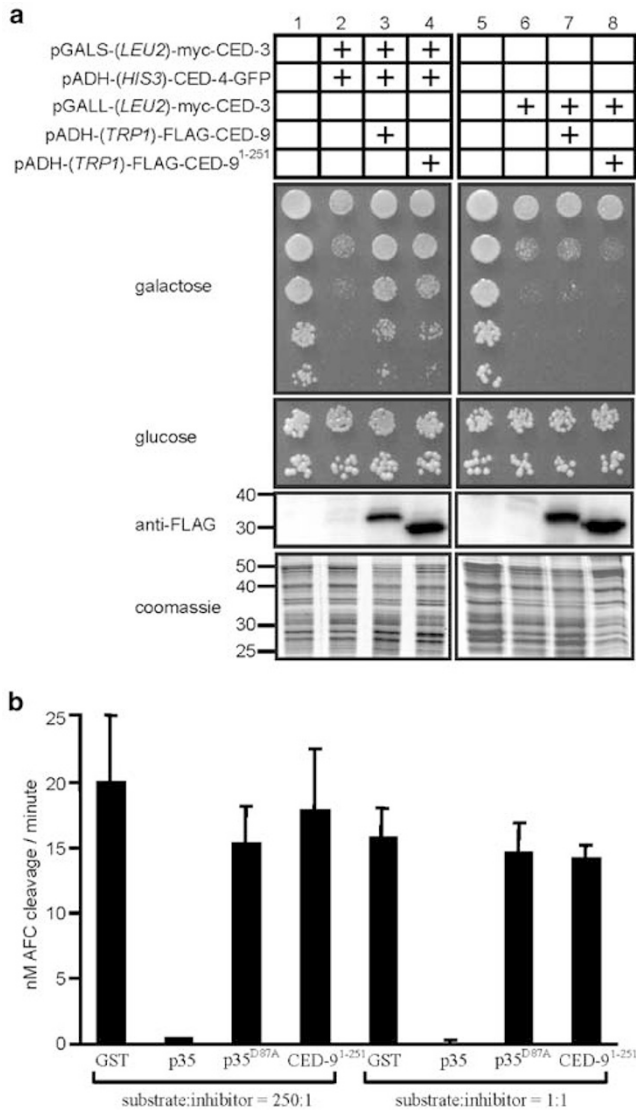 a
1 2 3 4 5 6 7 8
pGALS-(LEU2)-myc-CED-3 + + +
pADH-(HIS3)-CED-4-GFP + + +
pGALL-(LEU2)-myc-CED-3 + + +
pADH-(TRP1)-FLAG-CED-9 + +
pADH-(TRP1)-FLAG-CED-9¹⁻²⁵¹ + +
galactose
glucose
40
anti-FLAG
30
50
40
coomassie
30
25
b
nM AFC cleavage / minute
25
20
15
10
5
0
GST p35 p35ᴰ⁸⁷ᴬ CED-9¹⁻²⁵¹ GST p35 p35ᴰ⁸⁷ᴬ CED-9¹⁻²⁵¹
substrate:inhibitor = 250:1 substrate:inhibitor = 1:1